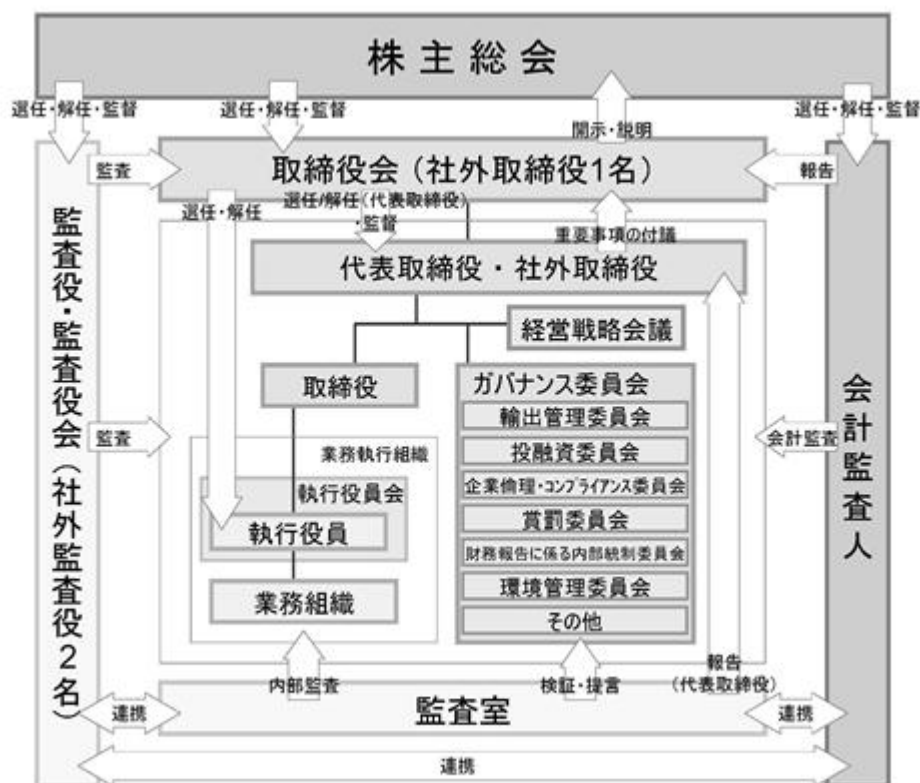 株主総会
選任・解任・監督
選任・解任・監督
開示・説明
選任・解任・監督
監査
取締役会（社外取締役1名）
報告
選任・解任
選任/解任（代表取締役）
・監督
重要事項の付議
代表取締役・社外取締役
監査役・監査役会（社外監査役２名）
会計監査人
経営戦略会議
取締役
ガバナンス委員会
輸出管理委員会
監査
業務執行組織
投融資委員会
会計監査
執行役員会
企業倫理・コンプライアンス委員会
執行役員
賞罰委員会
財務報告に係る内部統制委員会
業務組織
環境管理委員会
その他
内部監査
検証・提言
報告
（代表取締役）
連携
監査室
連携
連携